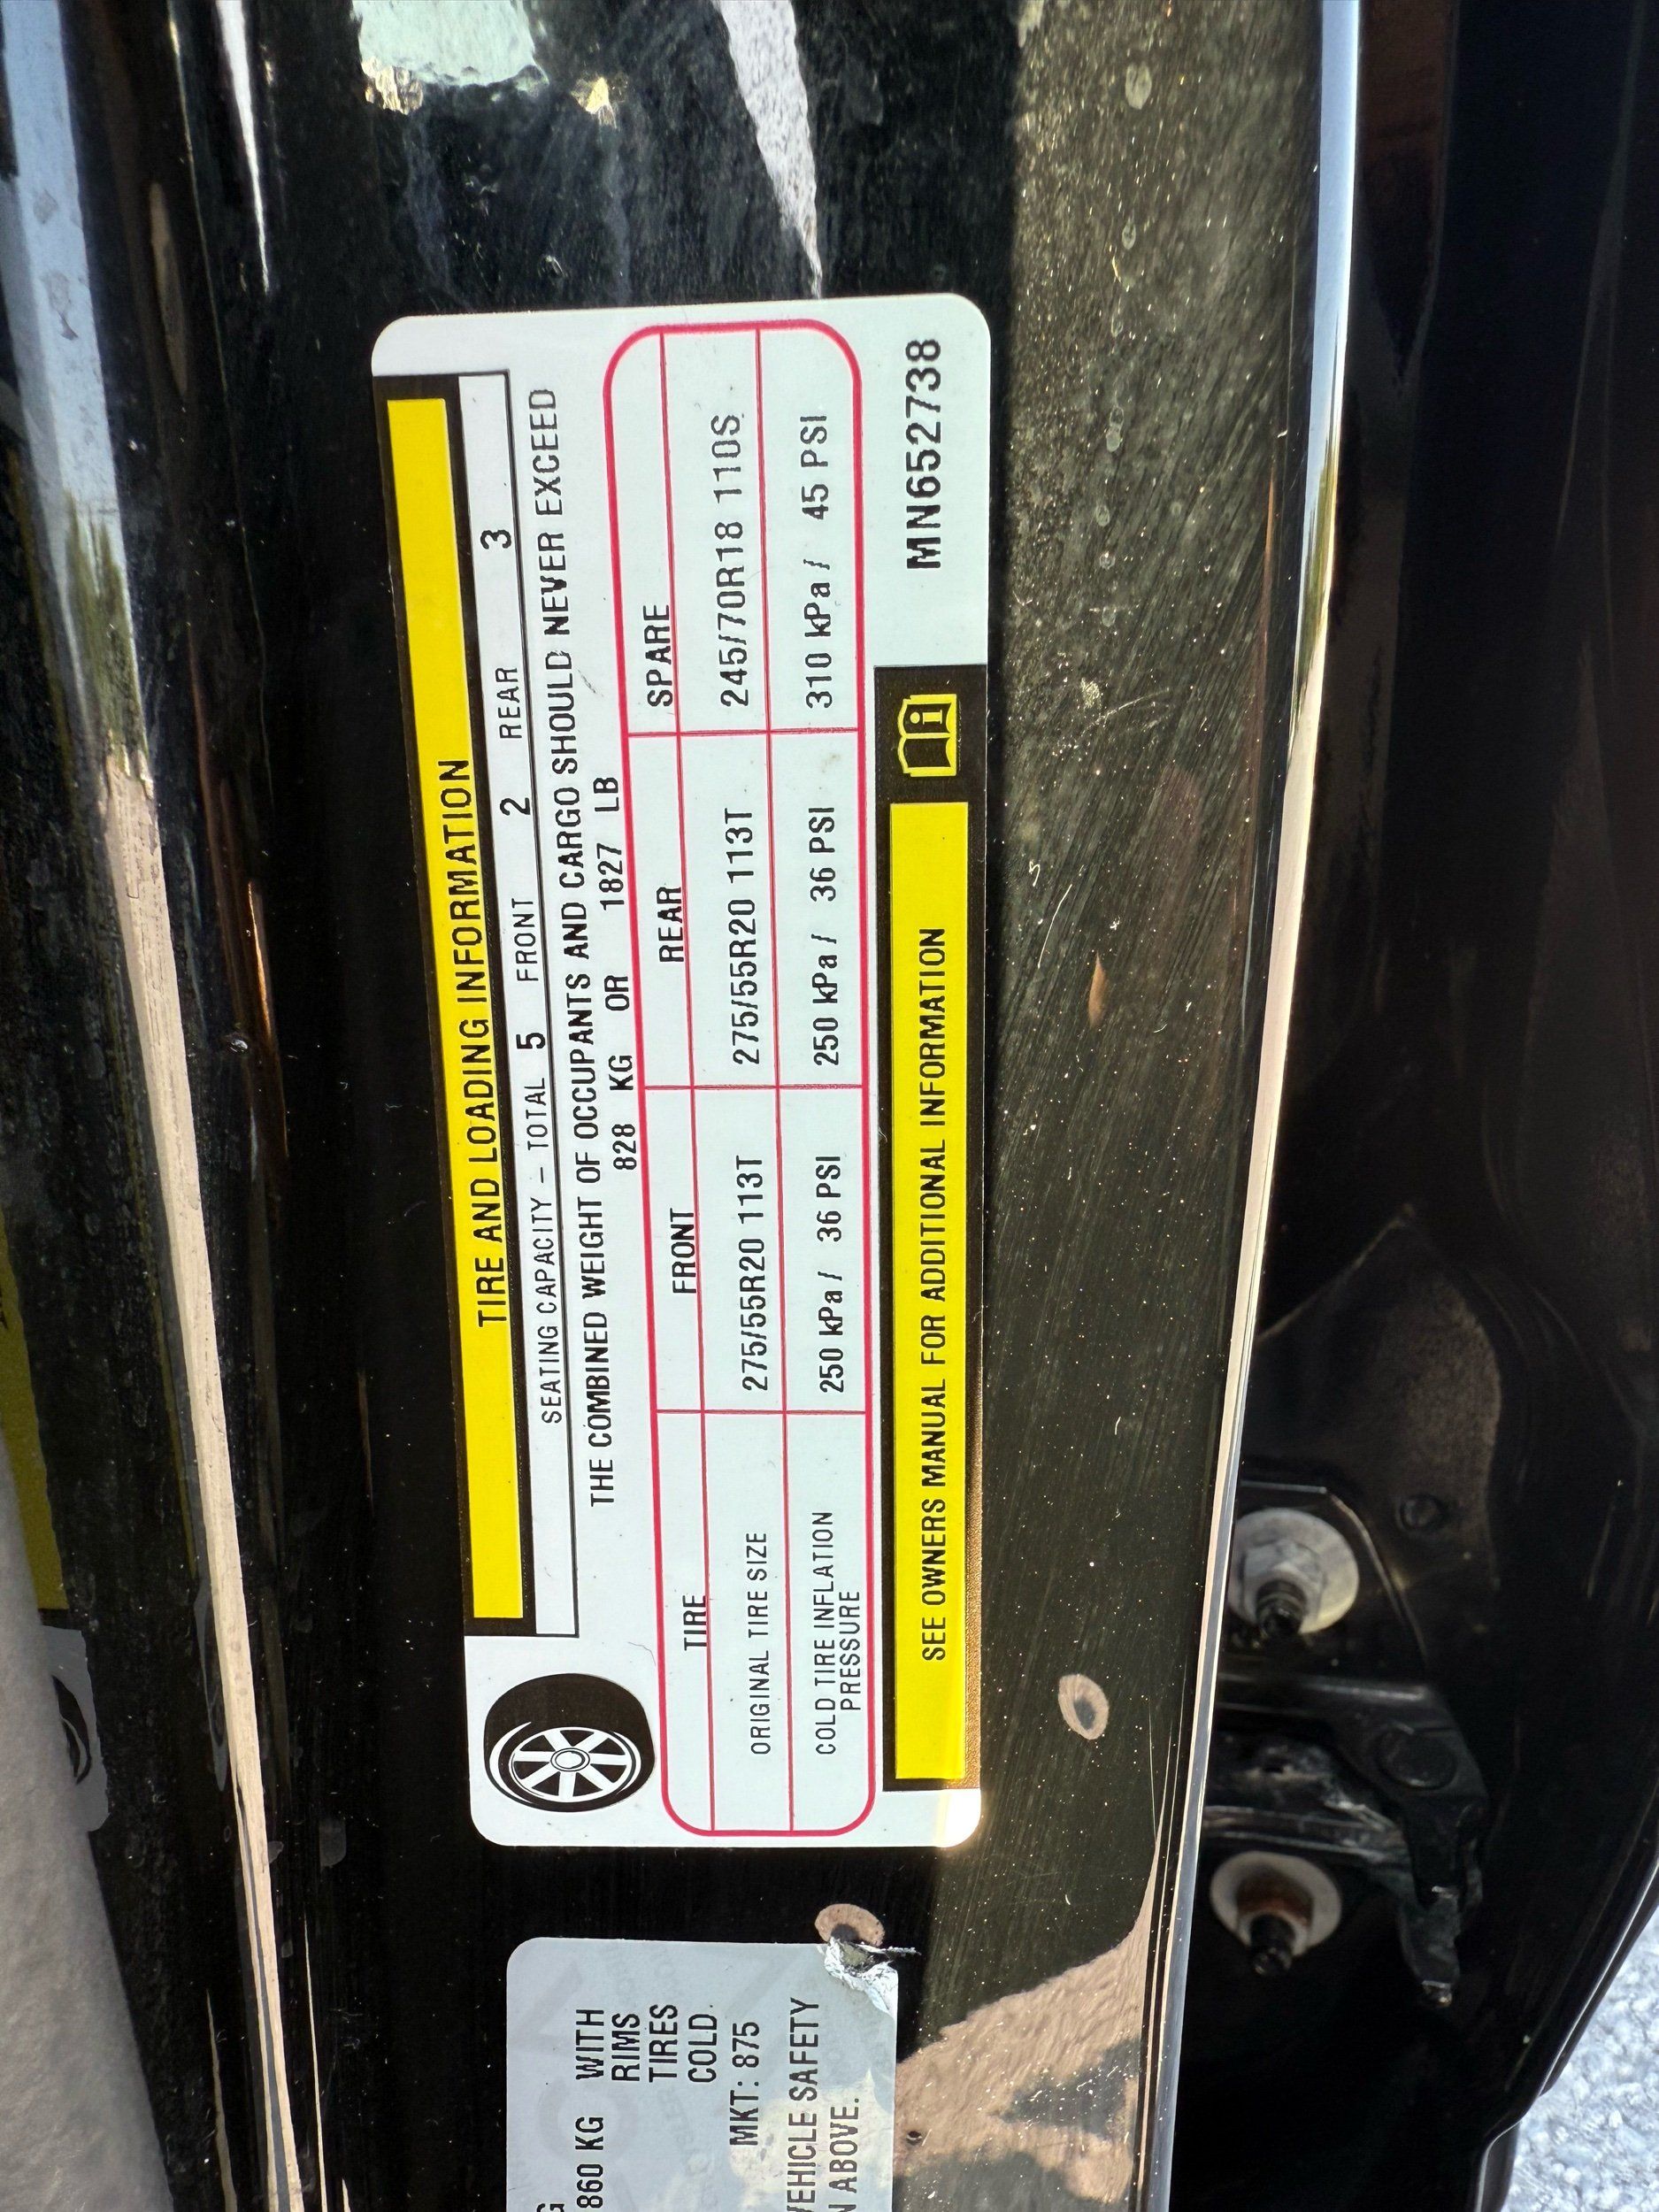 TIRE AND LOADING INFORMATION
SEATING CAPACITY – TOTAL 5 FRONT 2 REAR 3
THE COMBINED WEIGHT OF OCCUPANTS AND CARGO SHOULD NEVER EXCEED
828 KG OR 1827 LB
TIRE FRONT REAR SPARE
ORIGINAL TIRE SIZE 275/55R20 113T 275/55R20 113T 245/70R18 110S
COLD TIRE INFLATION PRESSURE 250 kPa / 36 PSI 250 kPa / 36 PSI 310 kPa / 45 PSI
SEE OWNERS MANUAL FOR ADDITIONAL INFORMATION
MN652738
860 KG WITH
RIMS
TIRES
COLD
MKT: 875
VEHICLE SAFETY
ABOVE.